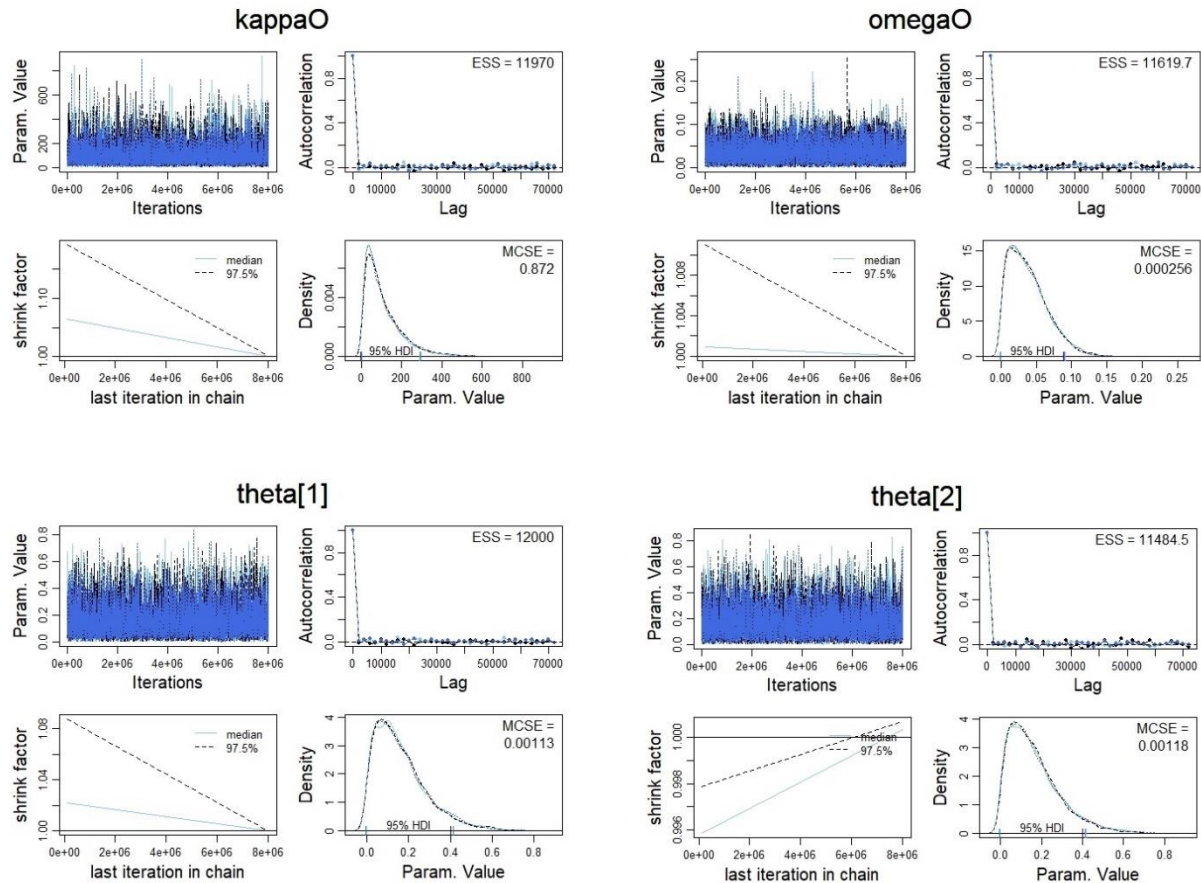 kappaO
Param. Value
0 200 600
0e+00 2e+06 4e+06 6e+06 8e+06
Iterations
Autocorrelation
0.0 0.4 0.8
ESS = 11970
0 10000 30000 50000 70000
Lag
shrink factor
1.00 1.10
median
97.5%
0e+00 2e+06 4e+06 6e+06 8e+06
last iteration in chain
Density
0.000 0.004
MCSE =
0.872
95% HDI
0 200 400 600 800
Param. Value
omegaO
Param. Value
0.00 0.05 0.10 0.20
0e+00 2e+06 4e+06 6e+06 8e+06
Iterations
Autocorrelation
0.0 0.4 0.8
ESS = 11619.7
0 10000 30000 50000 70000
Lag
shrink factor
1.000 1.004 1.008
median
97.5%
0e+00 2e+06 4e+06 6e+06 8e+06
last iteration in chain
Density
0 5 10 15
MCSE =
0.000256
95% HDI
0.00 0.05 0.10 0.15 0.20 0.25
Param. Value
theta[1]
Param. Value
0.0 0.2 0.4 0.6 0.8
0e+00 2e+06 4e+06 6e+06 8e+06
Iterations
Autocorrelation
0.0 0.4 0.8
ESS = 12000
0 10000 30000 50000 70000
Lag
shrink factor
1.00 1.04 1.08
median
97.5%
0e+00 2e+06 4e+06 6e+06 8e+06
last iteration in chain
Density
0 1 2 3 4
MCSE =
0.00113
95% HDI
0.0 0.2 0.4 0.6 0.8
Param. Value
theta[2]
Param. Value
0.0 0.2 0.4 0.6 0.8
0e+00 2e+06 4e+06 6e+06 8e+06
Iterations
Autocorrelation
0.0 0.4 0.8
ESS = 11484.5
0 10000 30000 50000 70000
Lag
shrink factor
0.996 0.998 1.000
median
97.5%
0e+00 2e+06 4e+06 6e+06 8e+06
last iteration in chain
Density
0 1 2 3 4
MCSE =
0.00118
95% HDI
0.0 0.2 0.4 0.6 0.8
Param. Value